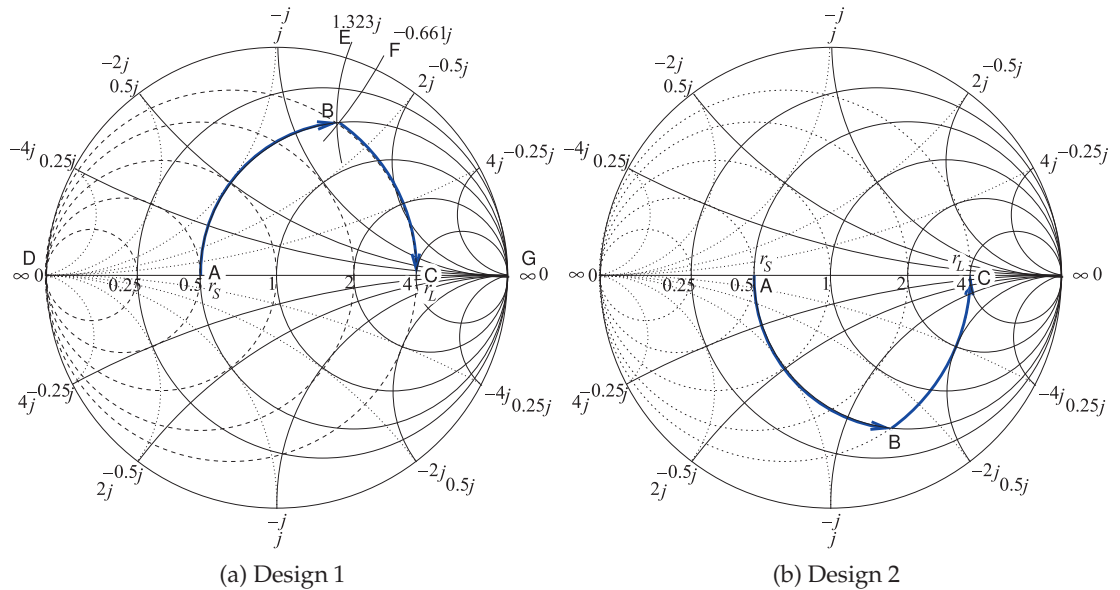 −j
j
1.323j
E
−0.661j
F
−2j
0.5j
−0.5j
2j
B
−4j 0.25j
4j −0.25j
D
∞ 0
0.25
0.5
A
r_S
1
2
4
C
r_L
G
∞ 0
4j −0.25j
−4j 0.25j
−0.5j
2j
−2j 0.5j
−j
j
(a) Design 1
−j
j
−2j
0.5j
−0.5j
2j
−4j 0.25j
4j −0.25j
∞ 0
0.25
0.5
r_S
A
1
2
r_L
4
C
∞ 0
4j −0.25j
−4j 0.25j
B
−0.5j
2j
−2j 0.5j
−j
j
(b) Design 2